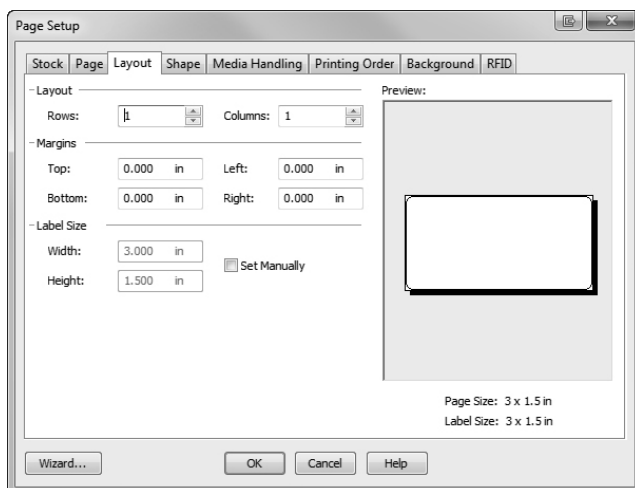 Page Setup
Stock Page Layout Shape Media Handling Printing Order Background RFID
Layout
Rows: 1 Columns: 1
Preview:
Margins
Top: 0.000 in Left: 0.000 in
Bottom: 0.000 in Right: 0.000 in
Label Size
Width: 3.000 in
Set Manually
Height: 1.500 in
Page Size: 3 x 1.5 in
Label Size: 3 x 1.5 in
Wizard... OK Cancel Help